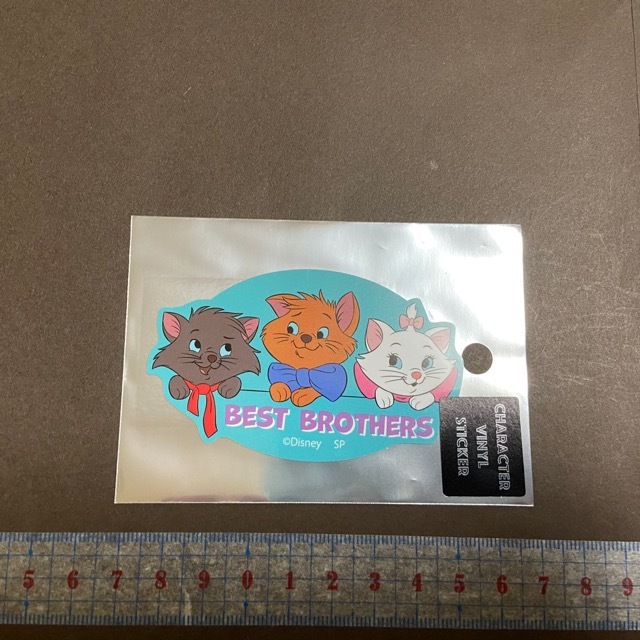 BEST BROTHERS
©Disney SP
CHARACTER
VINYL
STICKER
5 6 7 8 9 0 1 2 3 4 5 6 7 8 9